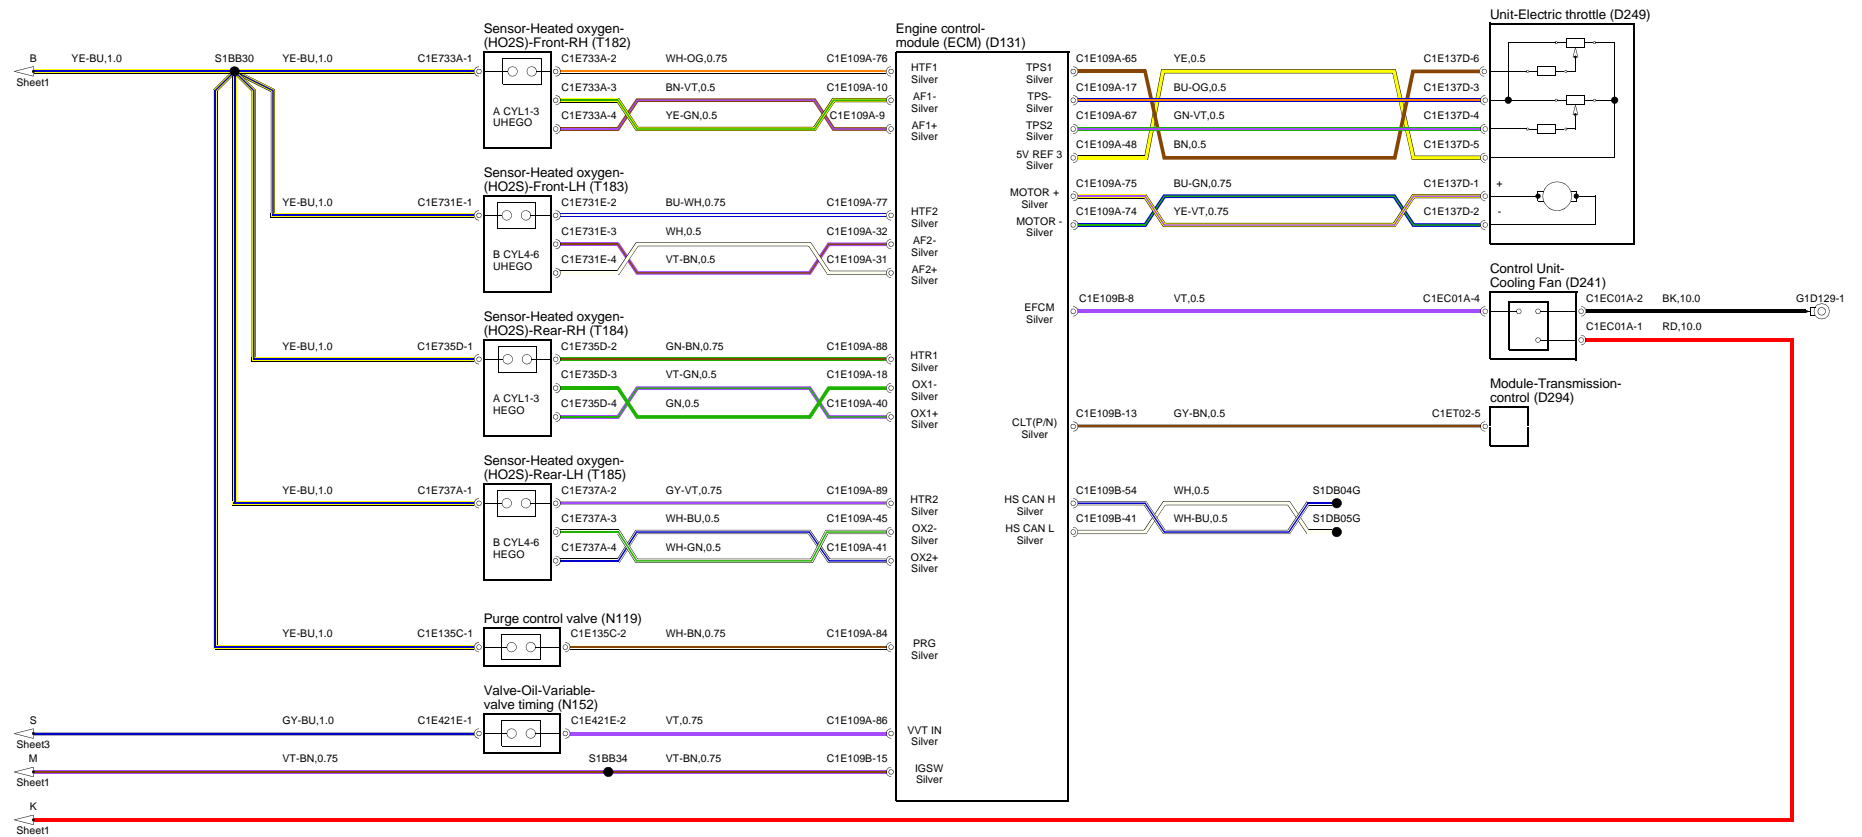 Unit-Electric throttle (D249)
Sensor-Heated oxygen-
(HO2S)-Front-RH (T182)
Engine control-
module (ECM) (D131)
B
YE-BU,1.0
S1BB30
YE-BU,1.0
C1E733A-1
C1E733A-2
WH-OG,0.75
C1E109A-76
HTF1
Silver
TPS1
Silver
C1E109A-65
YE,0.5
C1E137D-6
Sheet1
C1E733A-3
BN-VT,0.5
C1E109A-10
AF1-
Silver
TPS-
Silver
C1E109A-17
BU-OG,0.5
C1E137D-3
A CYL1-3
UHEGO
C1E733A-4
YE-GN,0.5
C1E109A-9
AF1+
Silver
TPS2
Silver
C1E109A-67
GN-VT,0.5
C1E137D-4
5V REF 3
Silver
C1E109A-48
BN,0.5
C1E137D-5
Sensor-Heated oxygen-
(HO2S)-Front-LH (T183)
MOTOR +
Silver
C1E109A-75
BU-GN,0.75
C1E137D-1
+
YE-BU,1.0
C1E731E-1
C1E731E-2
BU-WH,0.75
C1E109A-77
HTF2
Silver
MOTOR -
Silver
C1E109A-74
YE-VT,0.75
C1E137D-2
-
C1E731E-3
WH,0.5
C1E109A-32
AF2-
Silver
B CYL4-6
UHEGO
C1E731E-4
VT-BN,0.5
C1E109A-31
AF2+
Silver
Control Unit-
Cooling Fan (D241)
EFCM
Silver
C1E109B-8
VT,0.5
C1EC01A-4
C1EC01A-2
BK,10.0
G1D129-1
C1EC01A-1
RD,10.0
Sensor-Heated oxygen-
(HO2S)-Rear-RH (T184)
YE-BU,1.0
C1E735D-1
C1E735D-2
GN-BN,0.75
C1E109A-88
HTR1
Silver
C1E735D-3
VT-GN,0.5
C1E109A-18
OX1-
Silver
A CYL1-3
HEGO
C1E735D-4
GN,0.5
C1E109A-40
OX1+
Silver
Module-Transmission-
control (D294)
CLT(P/N)
Silver
C1E109B-13
GY-BN,0.5
C1ET02-5
Sensor-Heated oxygen-
(HO2S)-Rear-LH (T185)
YE-BU,1.0
C1E737A-1
C1E737A-2
GY-VT,0.75
C1E109A-89
HTR2
Silver
HS CAN H
Silver
C1E109B-54
WH,0.5
S1DB04G
C1E737A-3
WH-BU,0.5
C1E109A-45
OX2-
Silver
HS CAN L
Silver
C1E109B-41
WH-BU,0.5
S1DB05G
B CYL4-6
HEGO
C1E737A-4
WH-GN,0.5
C1E109A-41
OX2+
Silver
Purge control valve (N119)
YE-BU,1.0
C1E135C-1
C1E135C-2
WH-BN,0.75
C1E109A-84
PRG
Silver
Valve-Oil-Variable-
valve timing (N152)
S
GY-BU,1.0
C1E421E-1
C1E421E-2
VT,0.75
C1E109A-86
VVT IN
Silver
Sheet3
M
VT-BN,0.75
S1BB34
VT-BN,0.75
C1E109B-15
IGSW
Silver
Sheet1
K
Sheet1